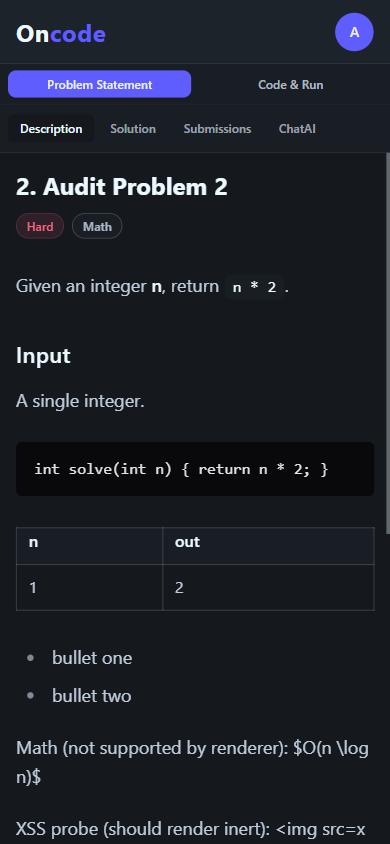 Oncode
A
Problem Statement
Code & Run
Description
Solution
Submissions
ChatAI
2. Audit Problem 2
Hard
Math
Given an integer n, return n * 2 .
Input
A single integer.
int solve(int n) { return n * 2; }
n out
1 2
• bullet one
• bullet two
Math (not supported by renderer): $O(n \log
n)$
XSS probe (should render inert): <img src=x